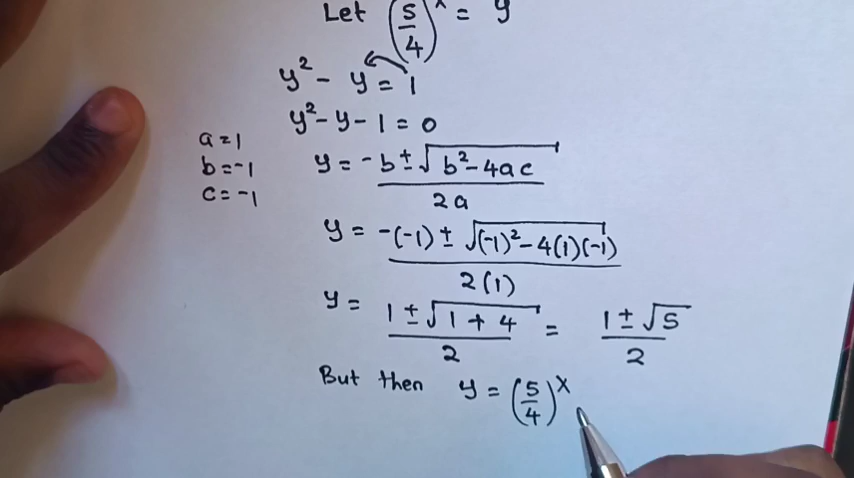 Let (5/4)^x = y
y² - y = 1
y² - y - 1 = 0
a = 1
b = -1
c = -1
y = -b ± √(b² - 4ac) / 2a
y = -(-1) ± √((-1)² - 4(1)(-1)) / 2(1)
y = 1 ± √(1 + 4) / 2 = 1 ± √5 / 2
But then y = (5/4)^x